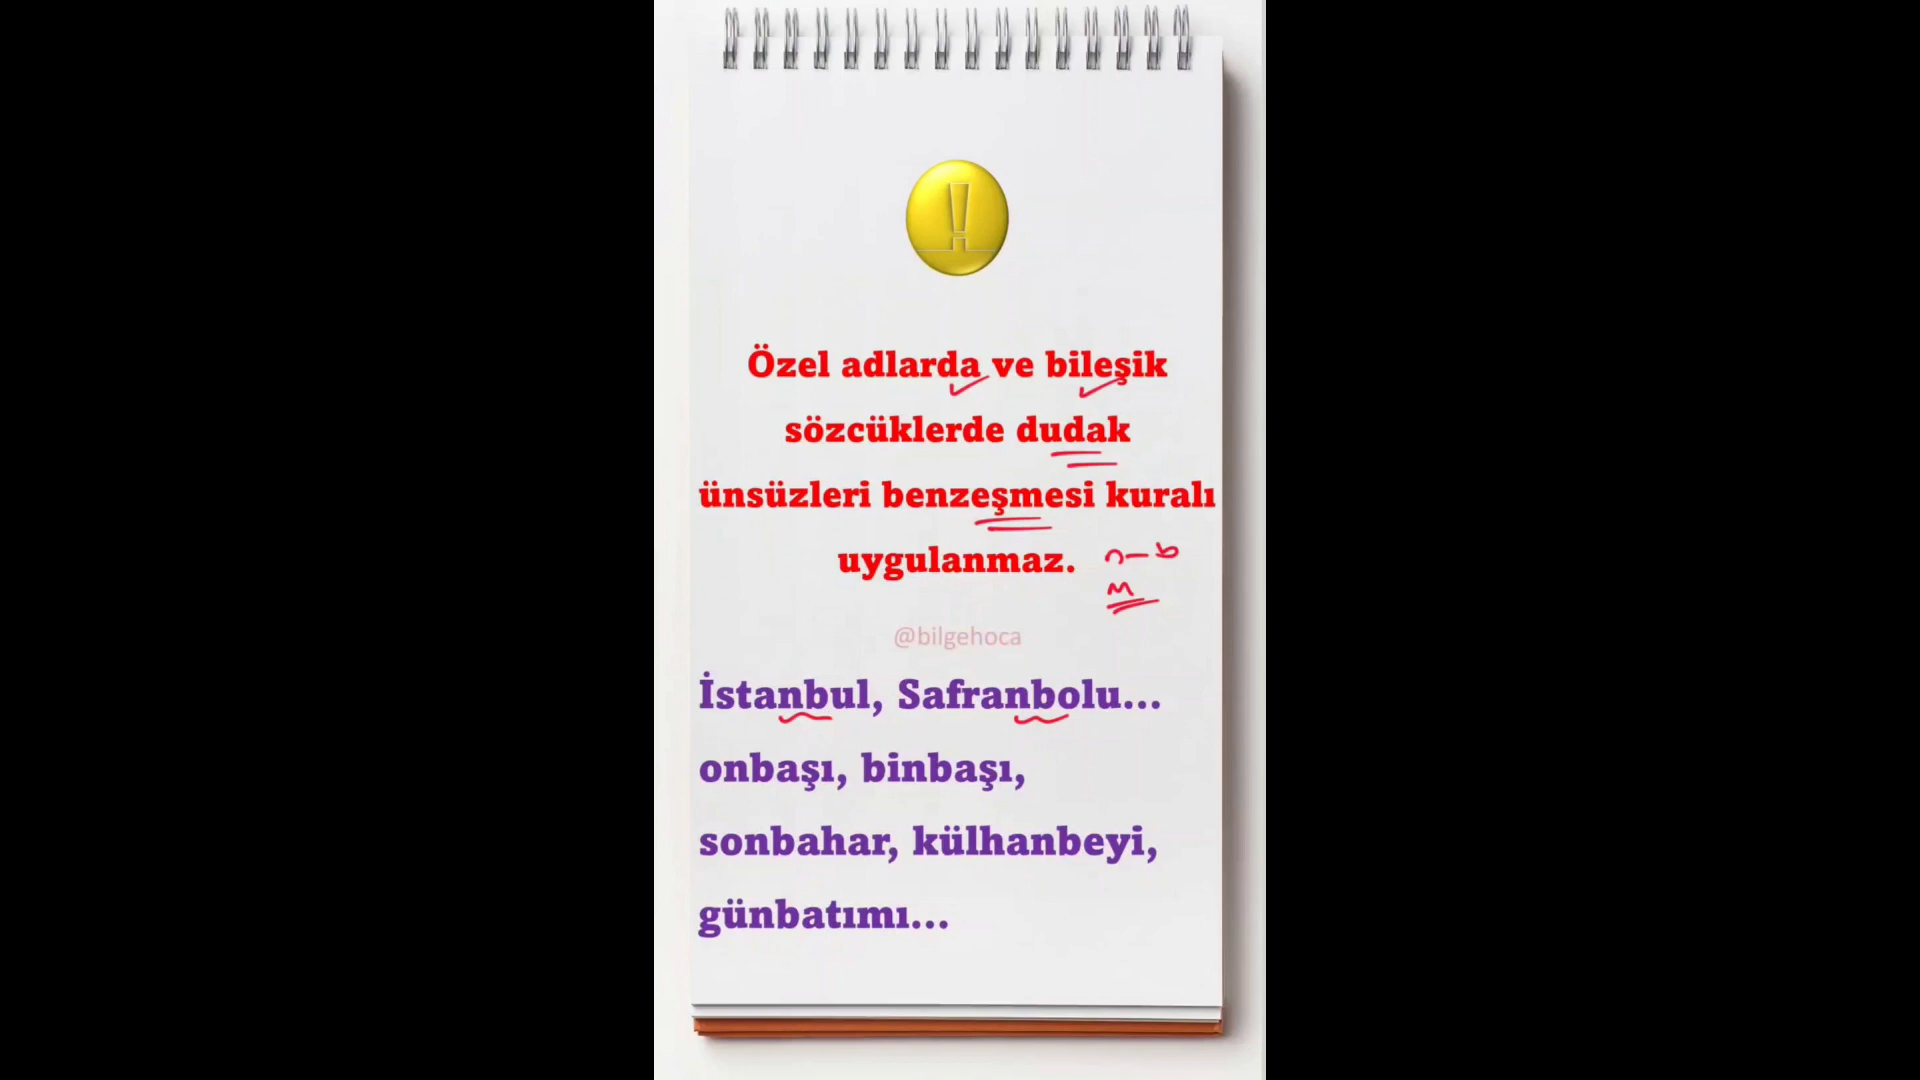 Özel adlarda ve bileşik
sözcüklerde dudak
ünsüzleri benzeşmesi kuralı
uygulanmaz.
n-b
m
@bilgehoca
İstanbul, Safranbolu...
onbaşı, binbaşı,
sonbahar, külhanbeyi,
günbatımı...